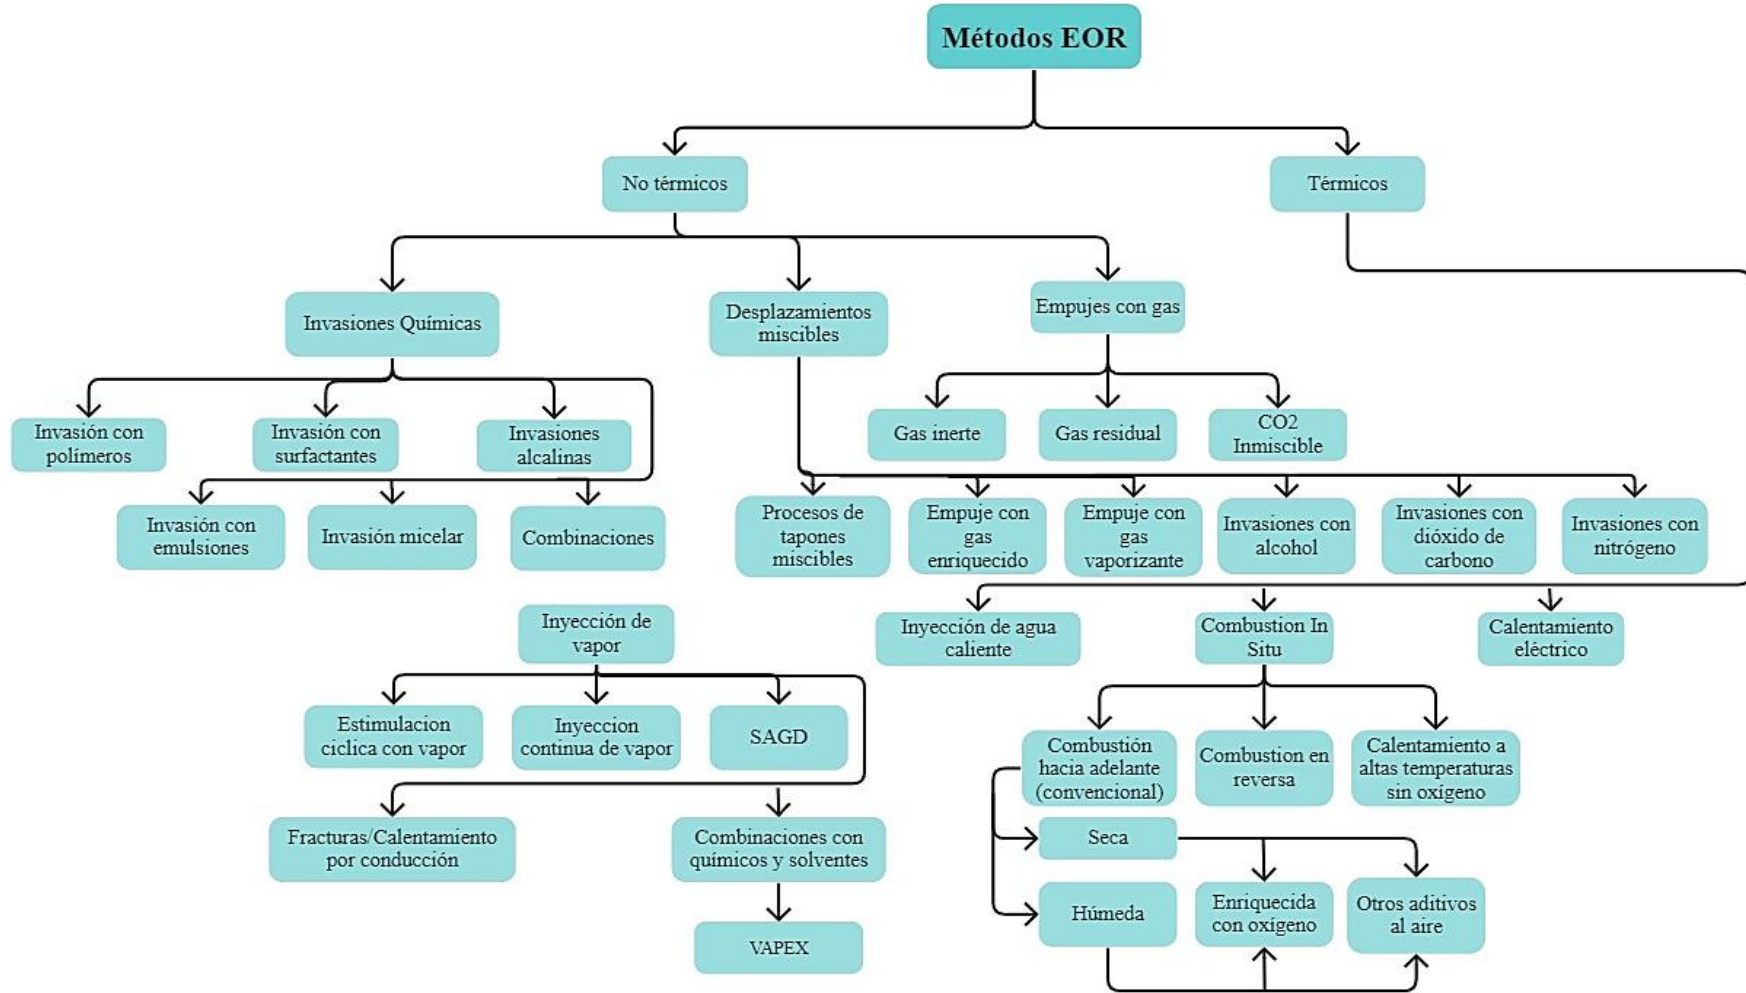 Métodos EOR
No térmicos
Térmicos
Invasiones Químicas
Desplazamientos
miscibles
Empujes con gas
Invasión con
polímeros
Invasión con
surfactantes
Invasiones
alcalinas
Gas inerte
Gas residual
CO2
Inmiscible
Invasión con
emulsiones
Invasión micelar
Combinaciones
Procesos de
tapones
miscibles
Empuje con
gas
enriquecido
Empuje con
gas
vaporizante
Invasiones con
alcohol
Invasiones con
dióxido de
carbono
Invasiones con
nitrógeno
Inyección de
vapor
Inyección de agua
caliente
Combustion In
Situ
Calentamiento
eléctrico
Estimulacion
ciclica con vapor
Inyeccion
continua de vapor
SAGD
Combustión
hacia adelante
(convencional)
Combustion en
reversa
Calentamiento a
altas temperaturas
sin oxígeno
Fracturas/Calentamiento
por conducción
Combinaciones con
químicos y solventes
Seca
Húmeda
Enriquecida
con oxígeno
Otros aditivos
al aire
VAPEX